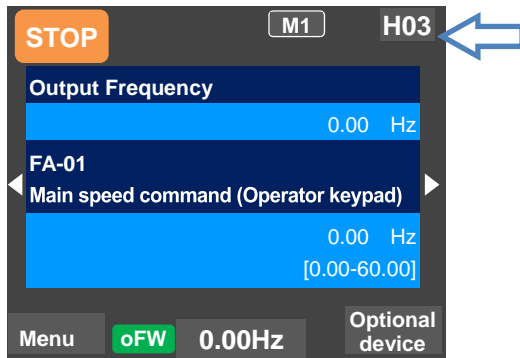 STOP M1 H03
Output Frequency
0.00 Hz
FA-01
Main speed command (Operator keypad)
0.00 Hz
[0.00-60.00]
Menu oFW 0.00Hz Optional
device